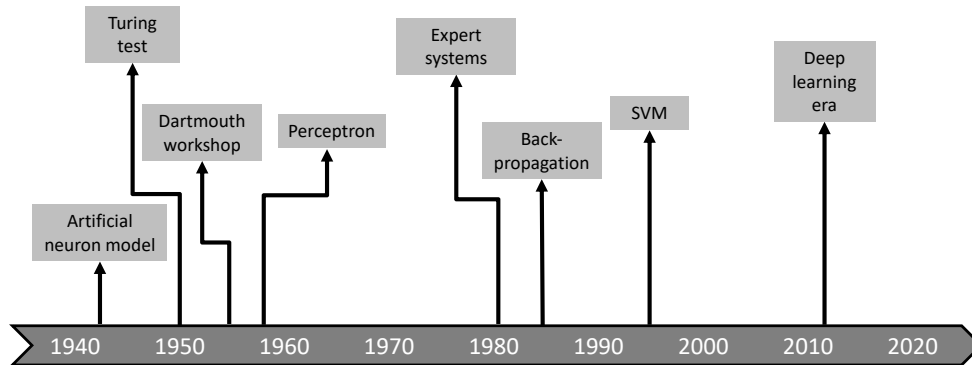 Turing
test
Expert
systems
Deep
learning
era
Dartmouth
workshop
Perceptron
SVM
Back-
propagation
Artificial
neuron model
1940 1950 1960 1970 1980 1990 2000 2010 2020